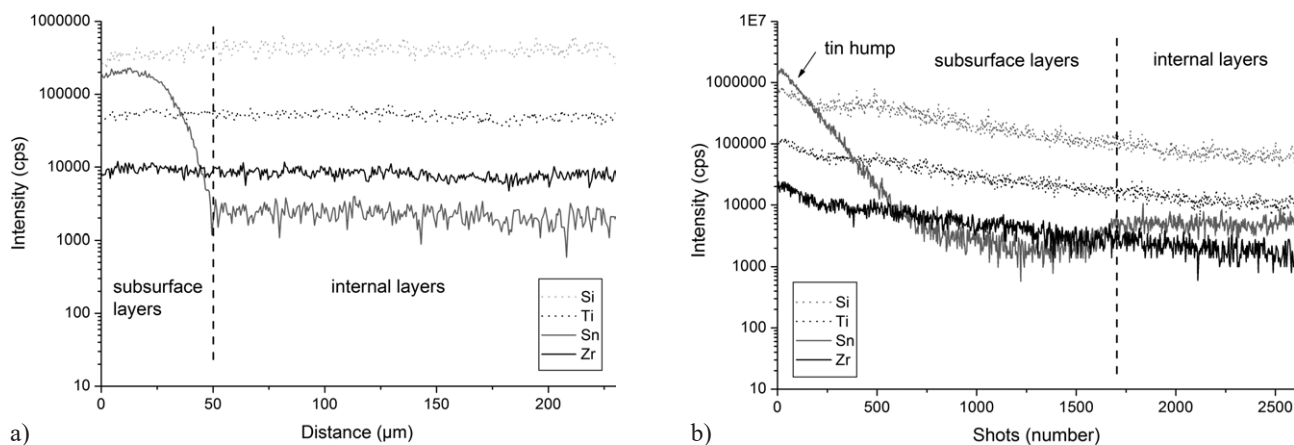 1000000
100000
10000
1000
100
10
Intensity (cps)
subsurface
layers
internal layers
Si
Ti
Sn
Zr
0 50 100 150 200
Distance (µm)
a)
1E7
1000000
100000
10000
1000
100
10
Intensity (cps)
tin hump
subsurface layers
internal layers
Si
Ti
Sn
Zr
0 500 1000 1500 2000 2500
Shots (number)
b)